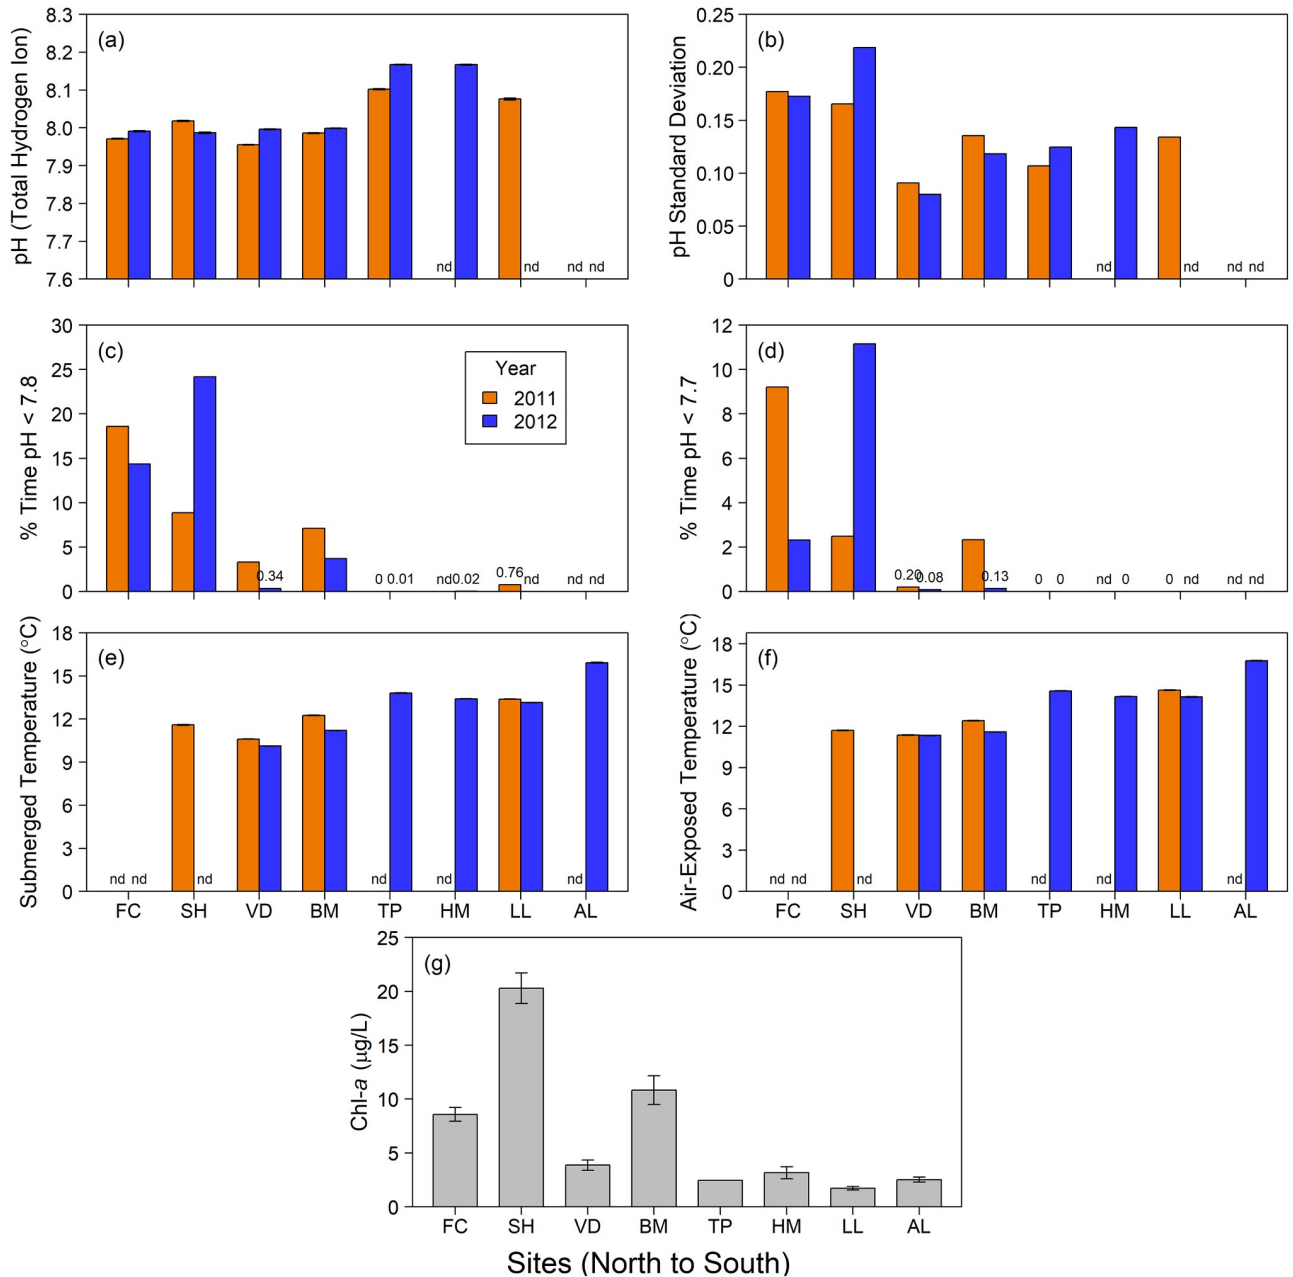 (a)
pH (Total Hydrogen Ion)
8.3
8.2
8.1
8.0
7.9
7.8
7.7
7.6
nd nd nd nd
(b)
pH Standard Deviation
0.25
0.20
0.15
0.10
0.05
0
nd nd nd nd
(c)
% Time pH < 7.8
30
25
20
15
10
5
0
Year
2011
2012
0.34 0 0.01 nd 0.02 0.76 nd nd nd
(d)
% Time pH < 7.7
12
10
8
6
4
2
0
0.20 0.08 0.13 0 0 nd 0 0 nd nd nd
(e)
Submerged Temperature (°C)
18
15
12
9
6
3
0
nd nd nd nd nd nd
FC SH VD BM TP HM LL AL
(f)
Air-Exposed Temperature (°C)
18
15
12
9
6
3
0
nd nd nd nd nd nd
FC SH VD BM TP HM LL AL
(g)
Chl-a (μg/L)
25
20
15
10
5
0
FC SH VD BM TP HM LL AL
Sites (North to South)